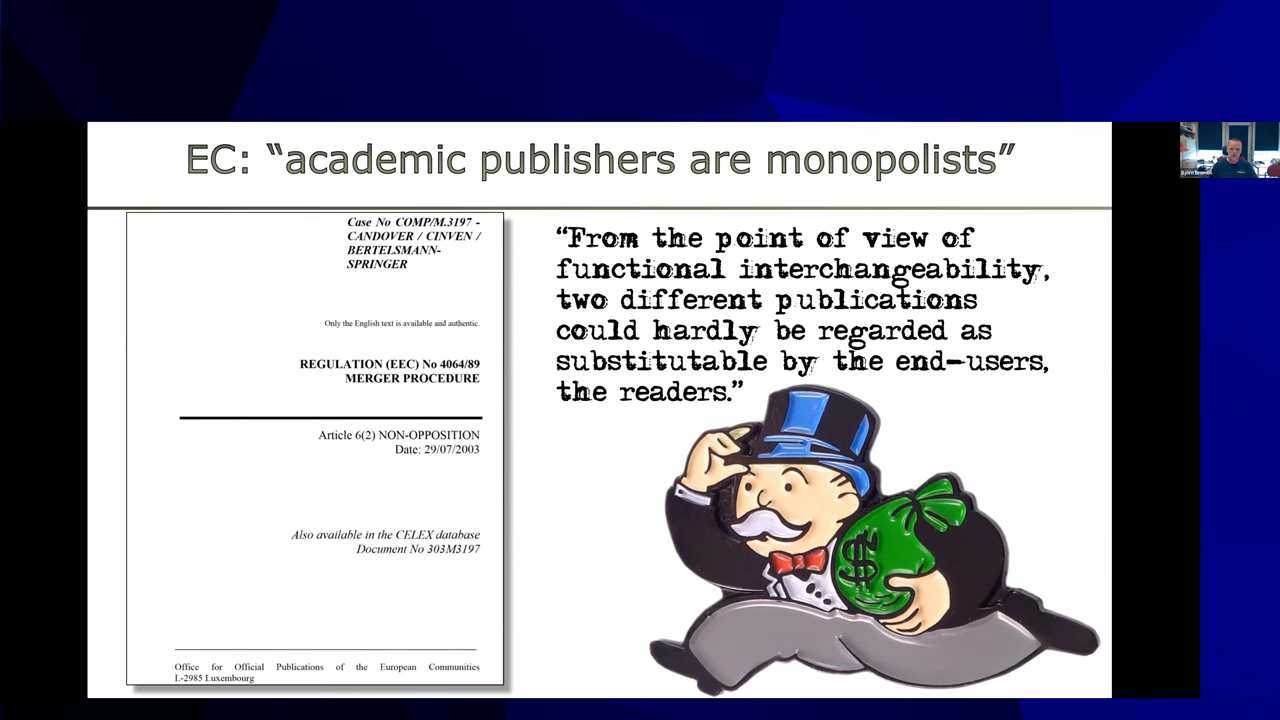 EC: “academic publishers are monopolists”
Case No COMP/M.3197 -
CANDOVER / CINVEN /
BERTELSMANN-
SPRINGER
Only the English text is available and authentic.
REGULATION (EEC) No 4064/89
MERGER PROCEDURE
Article 6(2) NON-OPPOSITION
Date: 29/07/2003
Also available in the CELEX database
Document No 303M3197
Office for Official Publications of the European Communities
L-2985 Luxembourg
“From the point of view of
functional interchangeability,
two different publications
could hardly be regarded as
substitutable by the end-users,
the readers.”
$
Björn Brembs